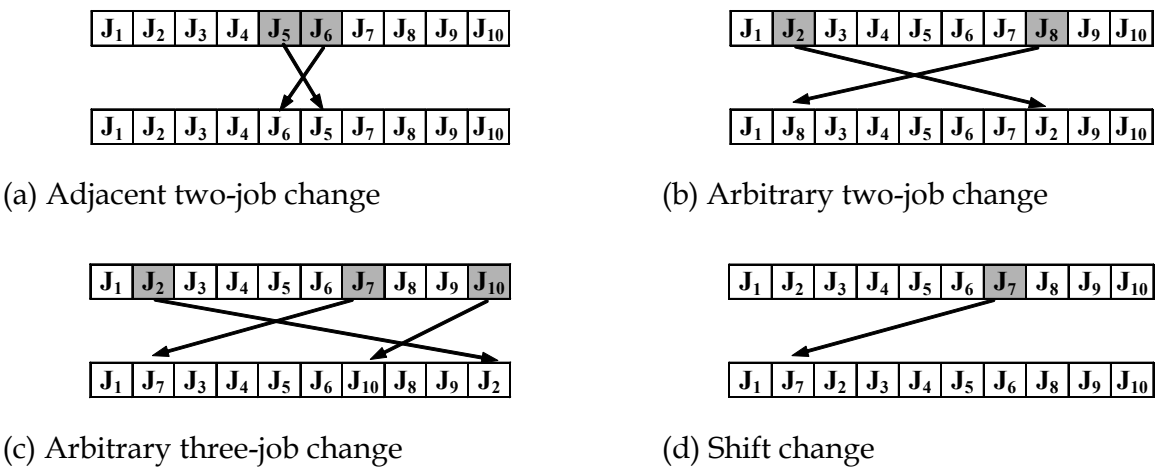 J1 J2 J3 J4 J5 J6 J7 J8 J9 J10
J1 J2 J3 J4 J6 J5 J7 J8 J9 J10
(a) Adjacent two-job change
J1 J2 J3 J4 J5 J6 J7 J8 J9 J10
J1 J8 J3 J4 J5 J6 J7 J2 J9 J10
(b) Arbitrary two-job change
J1 J2 J3 J4 J5 J6 J7 J8 J9 J10
J1 J7 J3 J4 J5 J6 J10 J8 J9 J2
(c) Arbitrary three-job change
J1 J2 J3 J4 J5 J6 J7 J8 J9 J10
J1 J7 J2 J3 J4 J5 J6 J8 J9 J10
(d) Shift change